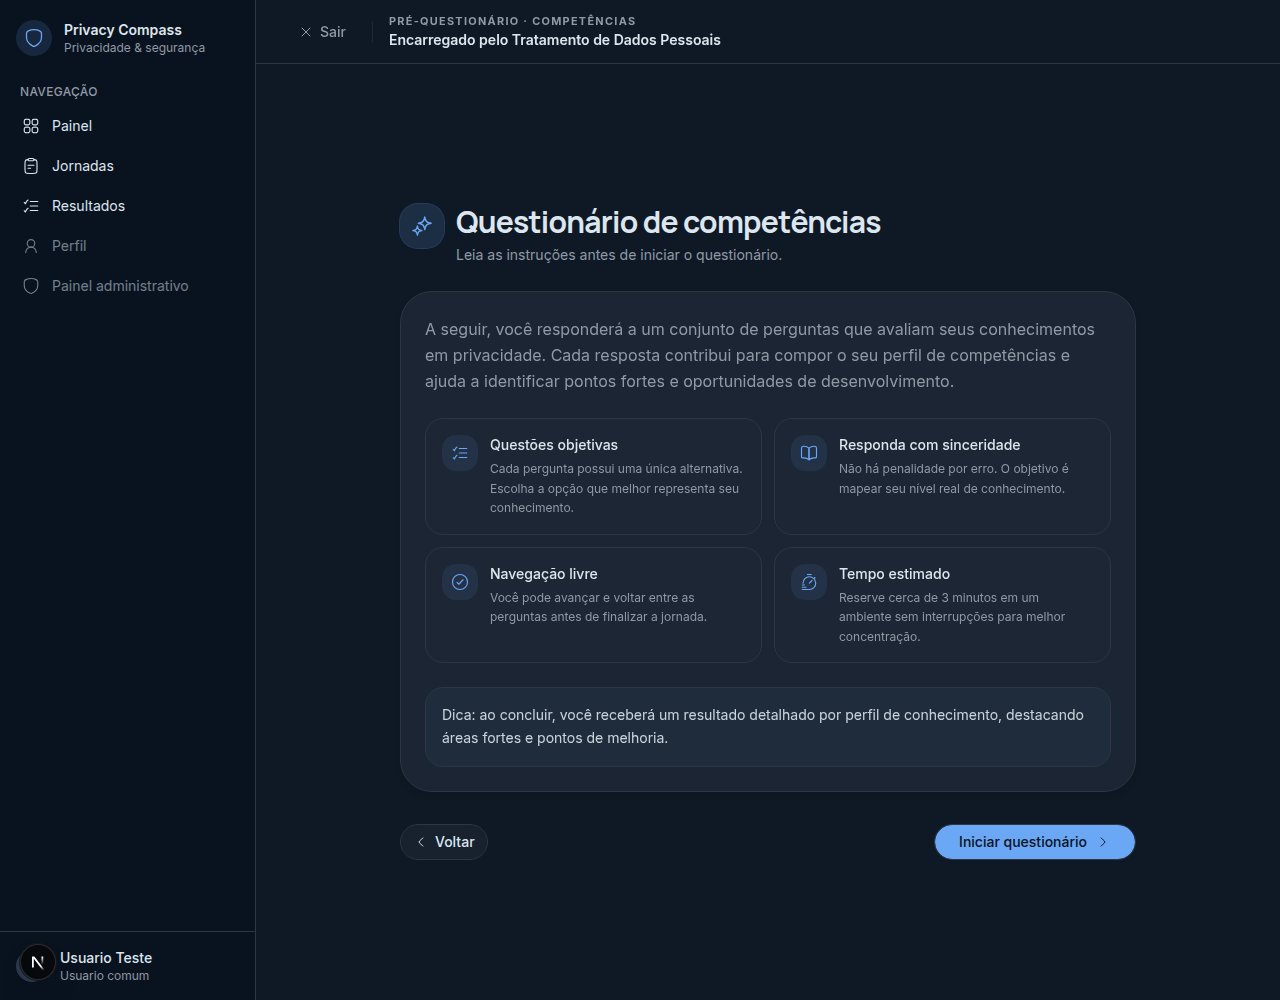 Privacy Compass
Privacidade & segurança
NAVEGAÇÃO
Painel
Jornadas
Resultados
Perfil
Painel administrativo
Usuario Teste
Usuario comum
Sair
PRÉ-QUESTIONÁRIO · COMPETÊNCIAS
Encarregado pelo Tratamento de Dados Pessoais
Questionário de competências
Leia as instruções antes de iniciar o questionário.
A seguir, você responderá a um conjunto de perguntas que avaliam seus conhecimentos
em privacidade. Cada resposta contribui para compor o seu perfil de competências e
ajuda a identificar pontos fortes e oportunidades de desenvolvimento.
Questões objetivas
Cada pergunta possui uma única alternativa.
Escolha a opção que melhor representa seu
conhecimento.
Responda com sinceridade
Não há penalidade por erro. O objetivo é
mapear seu nível real de conhecimento.
Navegação livre
Você pode avançar e voltar entre as
perguntas antes de finalizar a jornada.
Tempo estimado
Reserve cerca de 3 minutos em um
ambiente sem interrupções para melhor
concentração.
Dica: ao concluir, você receberá um resultado detalhado por perfil de conhecimento, destacando
áreas fortes e pontos de melhoria.
Voltar
Iniciar questionário